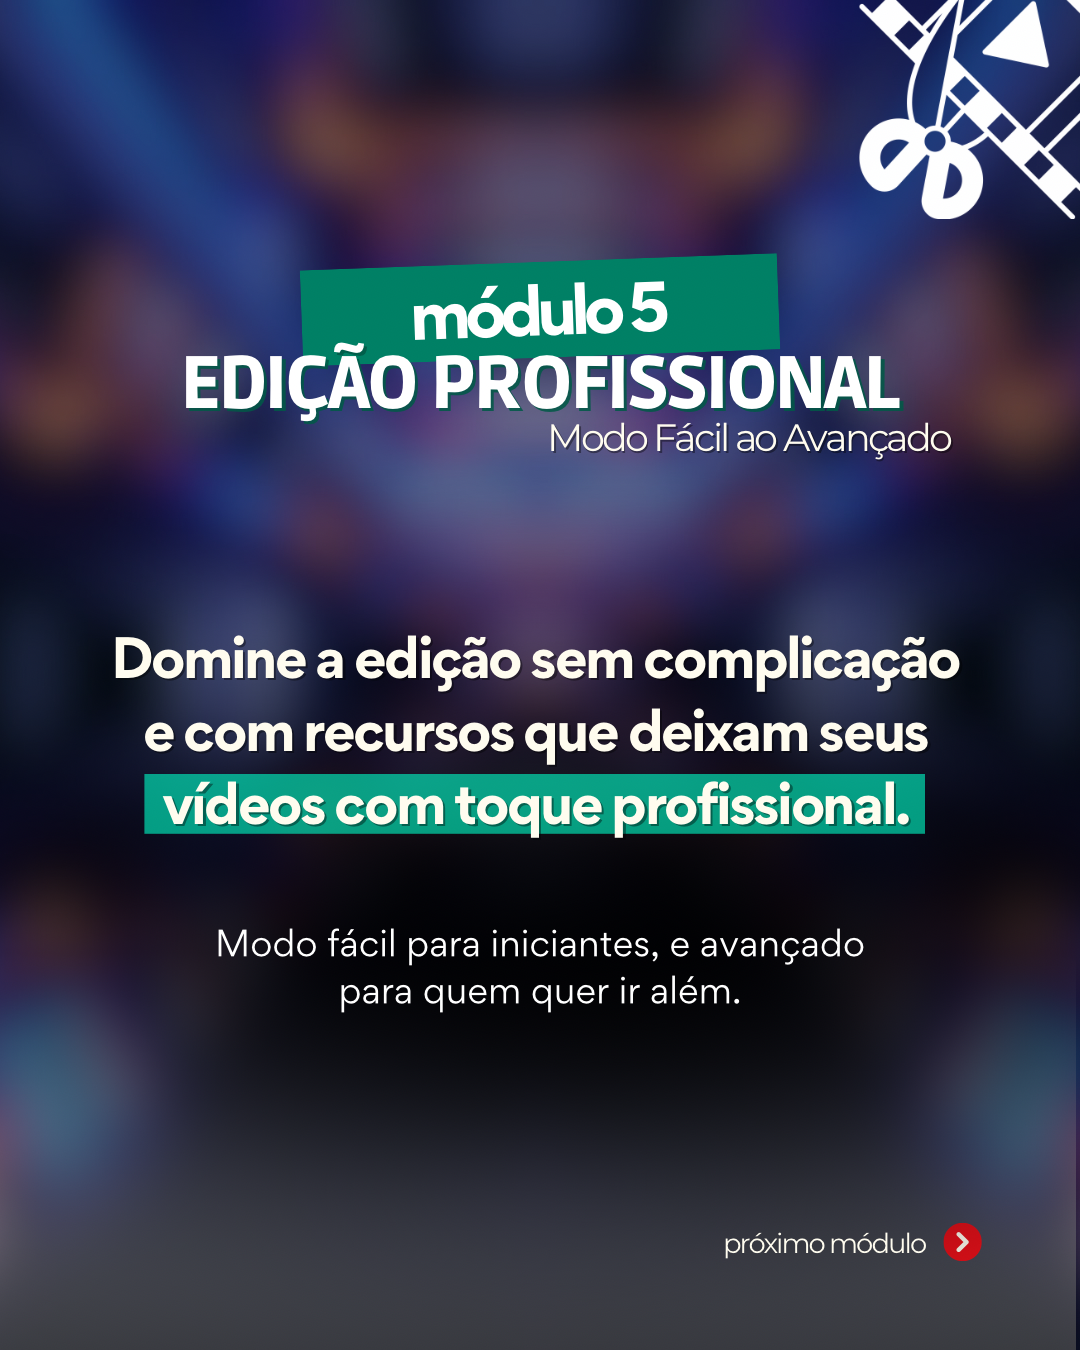 módulo 5
EDIÇÃO PROFISSIONAL
Modo Fácil ao Avançado
Domine a edição sem complicação
e com recursos que deixam seus
vídeos com toque profissional.
Modo fácil para iniciantes, e avançado
para quem quer ir além.
próximo módulo